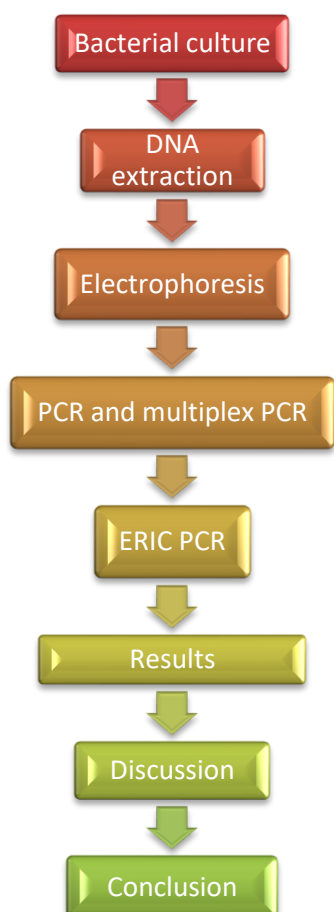 Bacterial culture
DNA
extraction
Electrophoresis
PCR and multiplex PCR
ERIC PCR
Results
Discussion
Conclusion